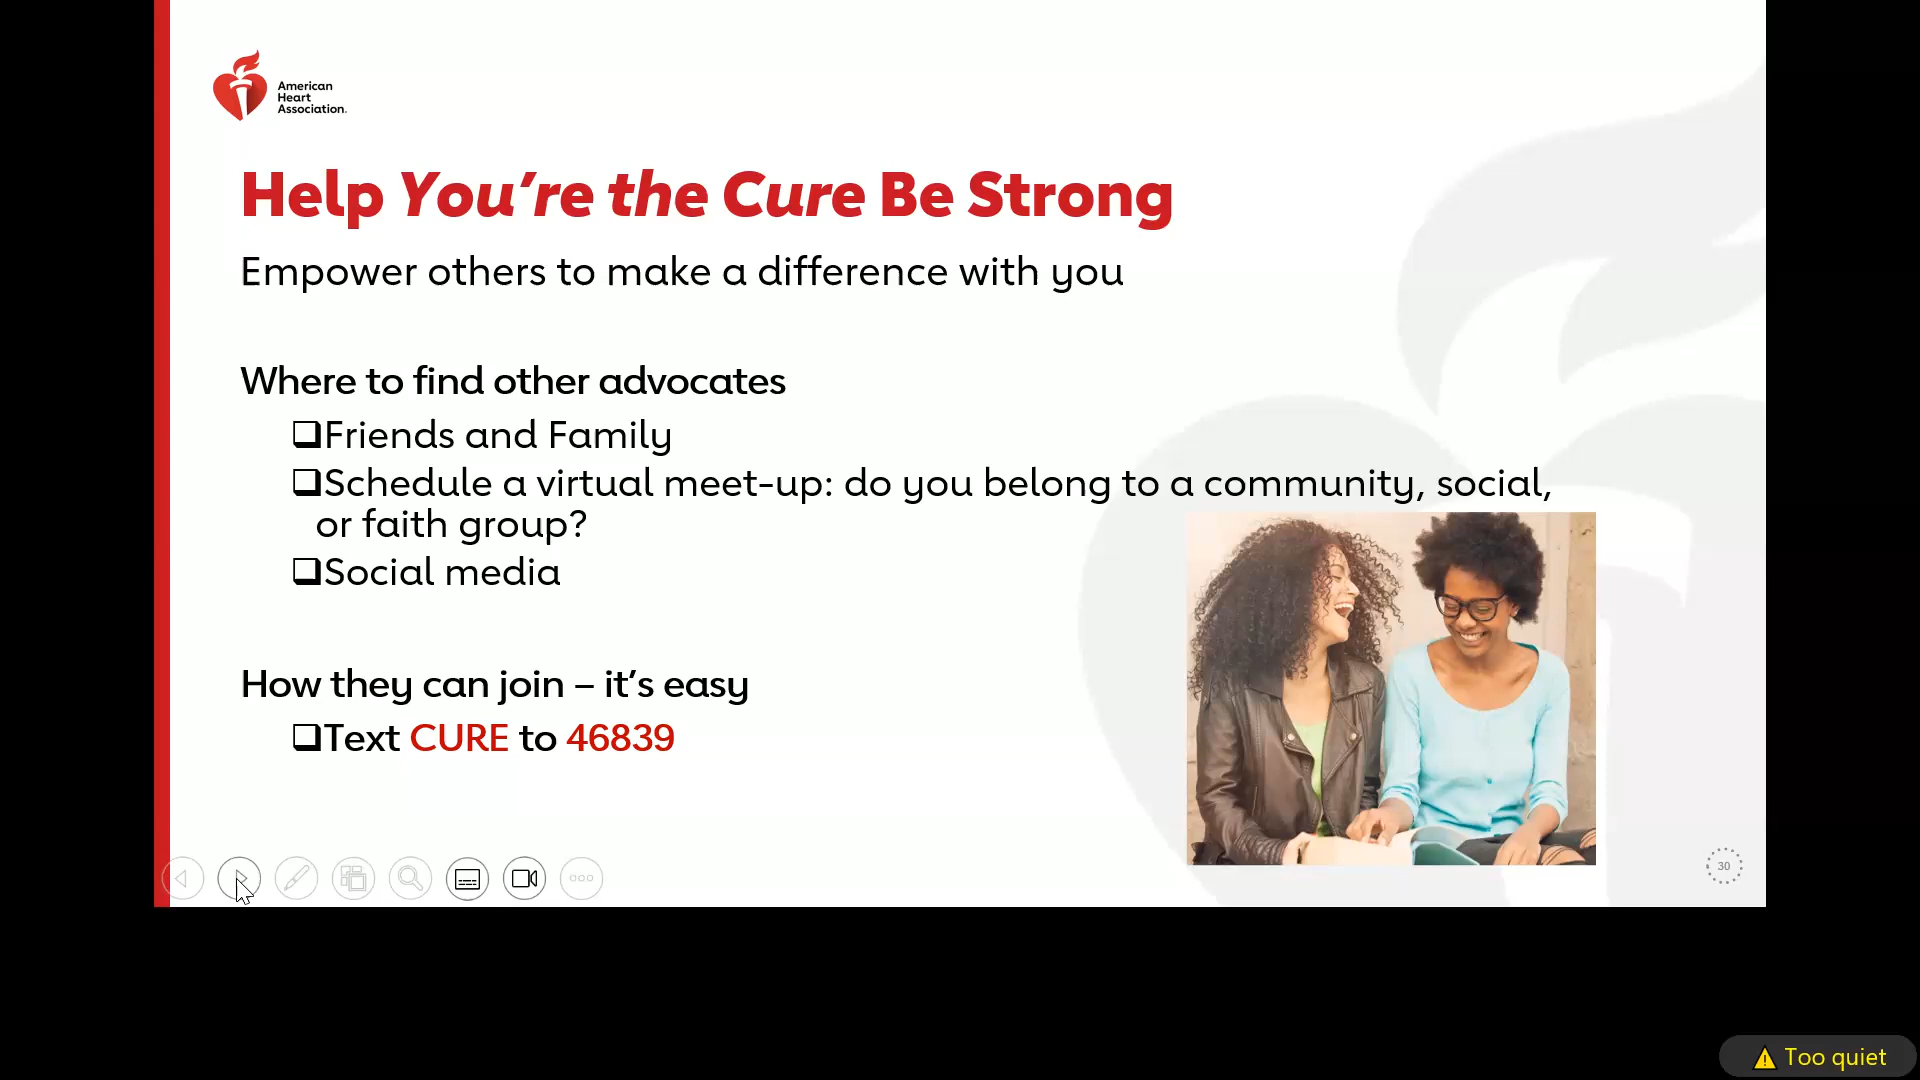 American
Heart
Association.
Help You're the Cure Be Strong
Empower others to make a difference with you
Where to find other advocates
❑Friends and Family
❑Schedule a virtual meet-up: do you belong to a community, social,
or faith group?
❑Social media
How they can join – it's easy
❑Text CURE to 46839
30
Too quiet